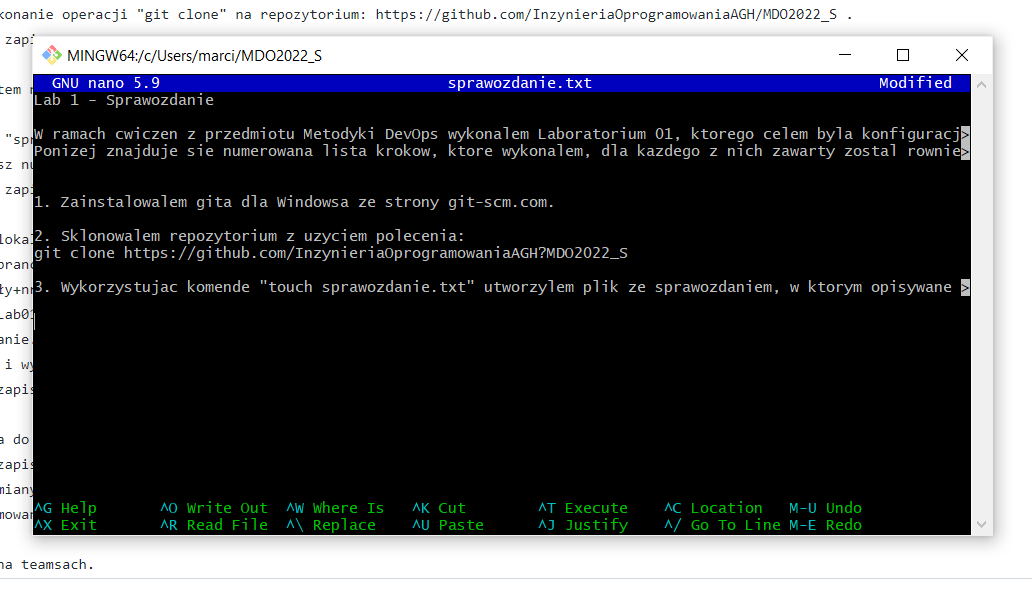 konanie operacji "git clone" na repozytorium: https://github.com/InzynieriaOprogramowaniaAGH/MDO2022_S .
MINGW64:/c/Users/marci/MDO2022_S
GNU nano 5.9 sprawozdanie.txt Modified
Lab 1 - Sprawozdanie
W ramach cwiczen z przedmiotu Metodyki DevOps wykonalem Laboratorium 01, ktorego celem byla konfiguracj>
Ponizej znajduje sie numerowana lista krokow, ktore wykonalem, dla kazdego z nich zawarty zostal rownie>
1. Zainstalowalem gita dla Windowsa ze strony git-scm.com.
2. Sklonowalem repozytorium z uzyciem polecenia:
git clone https://github.com/InzynieriaOprogramowaniaAGH?MDO2022_S
3. Wykorzystujac komende "touch sprawozdanie.txt" utworzylem plik ze sprawozdaniem, w ktorym opisywane >
^G Help ^O Write Out ^W Where Is ^K Cut ^T Execute ^C Location M-U Undo
^X Exit ^R Read File ^\ Replace ^U Paste ^J Justify ^/ Go To Line M-E Redo
zapi
tem
"sp
sz nu
zapi
loka
branc
ły+nr
Lab01
anie.
i wy
zapis
a do
zapis
miany
mowan
na teamsach.